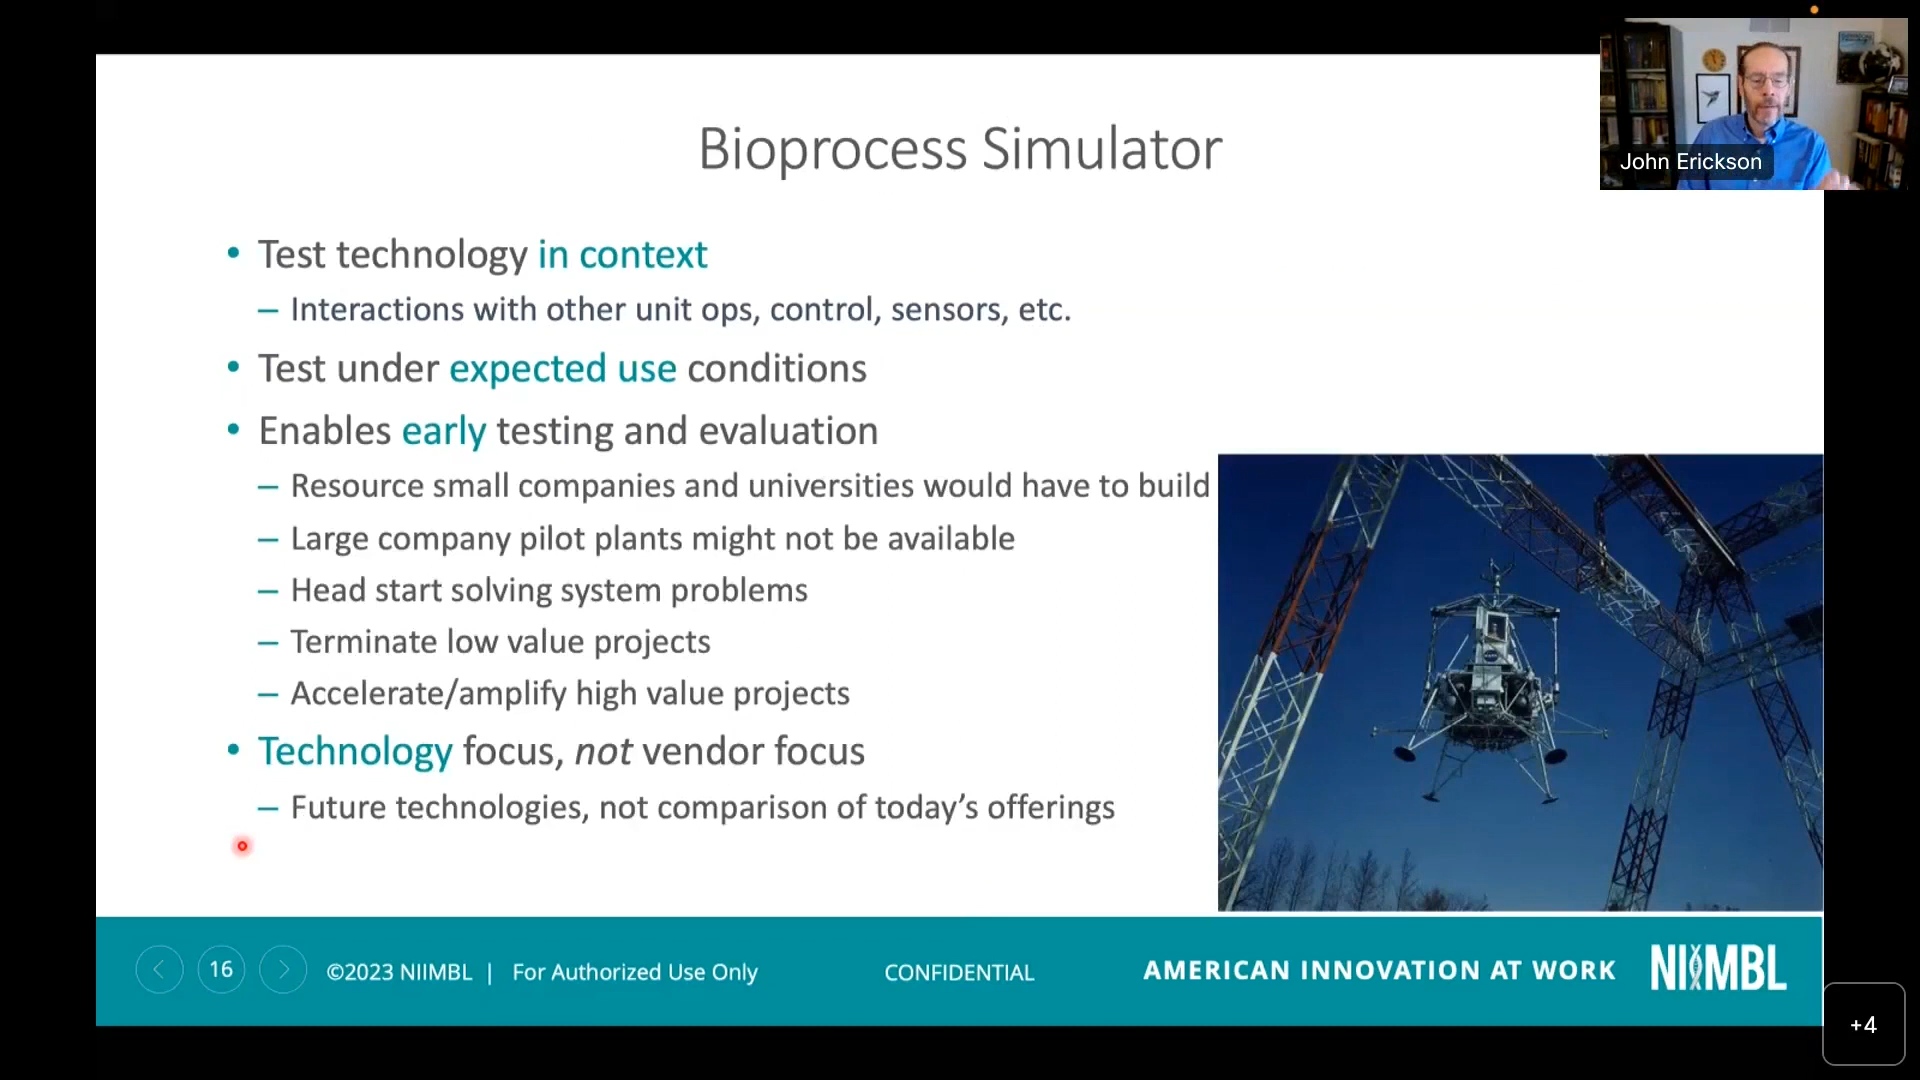 John Erickson
Bioprocess Simulator
• Test technology in context
– Interactions with other unit ops, control, sensors, etc.
• Test under expected use conditions
• Enables early testing and evaluation
– Resource small companies and universities would have to build
– Large company pilot plants might not be available
– Head start solving system problems
– Terminate low value projects
– Accelerate/amplify high value projects
• Technology focus, not vendor focus
– Future technologies, not comparison of today’s offerings
16 ©2023 NIIMBL | For Authorized Use Only CONFIDENTIAL AMERICAN INNOVATION AT WORK NIIMBL
+4